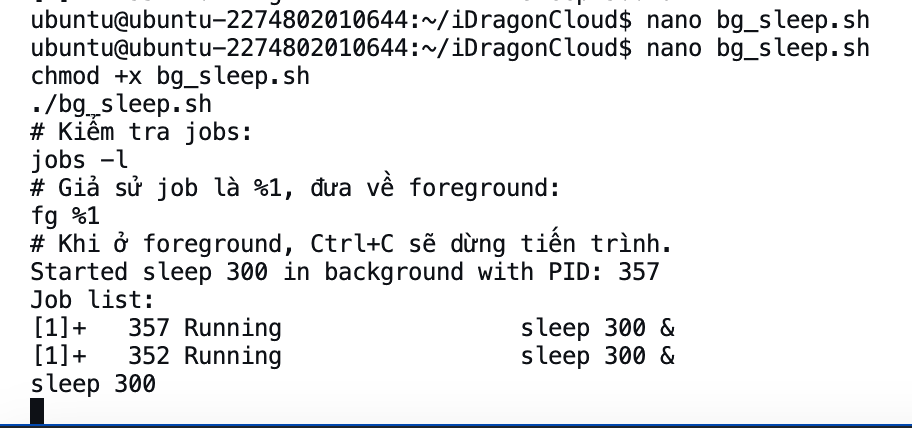 ubuntu@ubuntu-2274802010644:~/iDragonCloud$ nano bg_sleep.sh
ubuntu@ubuntu-2274802010644:~/iDragonCloud$ nano bg_sleep.sh
chmod +x bg_sleep.sh
./bg_sleep.sh
# Kiểm tra jobs:
jobs -l
# Giả sử job là %1, đưa về foreground:
fg %1
# Khi ở foreground, Ctrl+C sẽ dừng tiến trình.
Started sleep 300 in background with PID: 357
Job list:
[1]+   357 Running                 sleep 300 &
[1]+   352 Running                 sleep 300 &
sleep 300